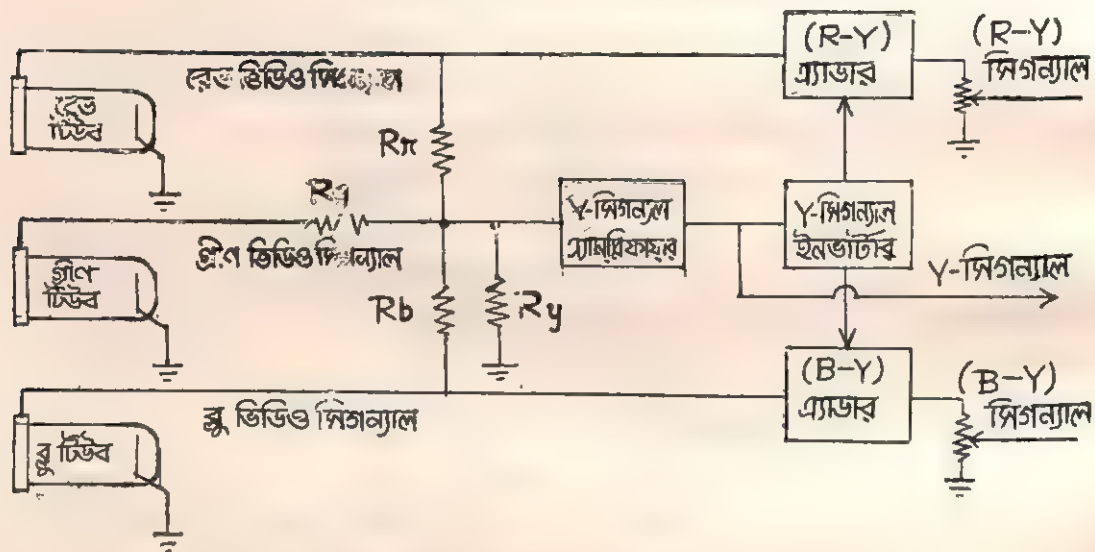 (R-Y)
এ্যাডার
(R-Y)
সিগন্যাল
রেড ভিডিও
রেড
টিউব
Rr
Rg
গ্রীণ ভিডিও সিগন্যাল
Y-সিগন্যাল
এ্যামপ্লিফায়ার
Y-সিগন্যাল
ইনভার্টার
Y-সিগন্যাল
গ্রীণ
টিউব
Rb
Ry
(B-Y)
এ্যাডার
(B-Y)
সিগন্যাল
ব্লু ভিডিও সিগন্যাল
ব্লু টিউব